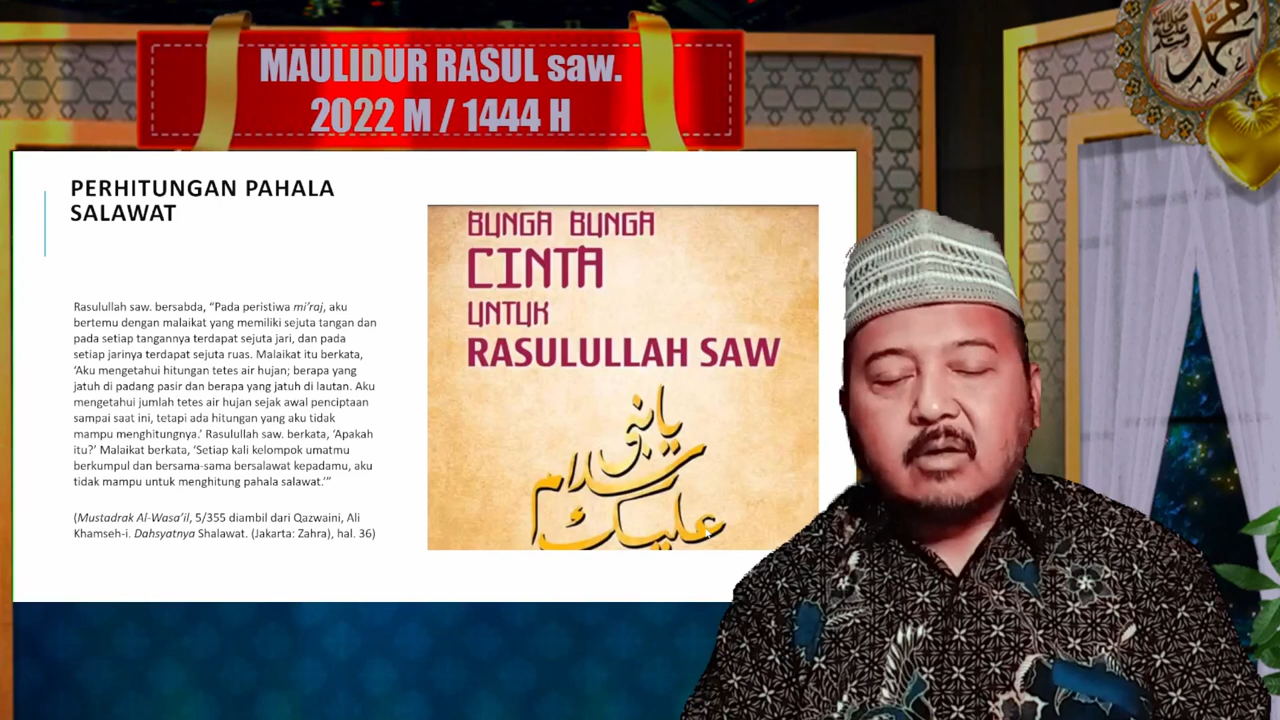 MAULIDUR RASUL saw.
2022 M / 1444 H
PERHITUNGAN PAHALA
SALAWAT
Rasulullah saw. bersabda, “Pada peristiwa mi’raj, aku
bertemu dengan malaikat yang memiliki sejuta tangan dan
pada setiap tangannya terdapat sejuta jari, dan pada
setiap jarinya terdapat sejuta ruas. Malaikat itu berkata,
‘Aku mengetahui hitungan tetes air hujan; berapa yang
jatuh di padang pasir dan berapa yang jatuh di lautan. Aku
mengetahui jumlah tetes air hujan sejak awal penciptaan
sampai saat ini, tetapi ada hitungan yang aku tidak
mampu menghitungnya.’ Rasulullah saw. berkata, ‘Apakah
itu?’ Malaikat berkata, ‘Setiap kali kelompok umatmu
berkumpul dan bersama-sama bersalawat kepadamu, aku
tidak mampu untuk menghitung pahala salawat.’”
(Mustadrak Al-Wasa’il, 5/355 diambil dari Qazwaini, Ali
Khamseh-i. Dahsyatnya Shalawat. (Jakarta: Zahra), hal. 36)
BUNGA BUNGA
CINTA
UNTUK
RASULULLAH SAW
يا نبي
سلام
عليك
محمد
صلى الله عليه وسلم